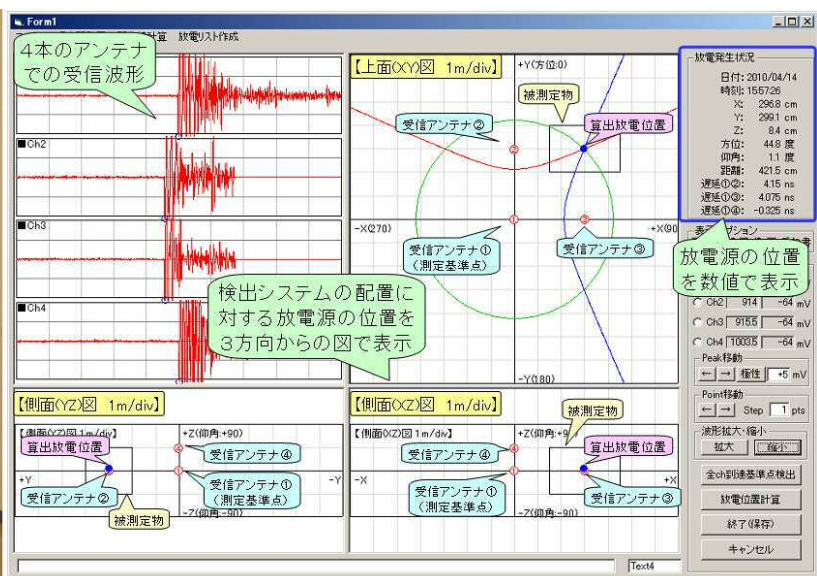 Form1
算 放電リスト作成
4本のアンテナ
での受信波形
■Ch2
■Ch3
■Ch4
検出システムの配置に
対する放電源の位置を
3方向からの図で表示
【上面(XY)図 1m/div】
+Y(方位:0)
被測定物
受信アンテナ②
算出放電位置
②
-X(270)
①
③
+X(90
受信アンテナ①
(測定基準点)
受信アンテナ③
-Y(180)
放電発生状況
日付: 2010/04/14
時刻: 155726
X: 296.8 cm
Y: 299.1 cm
Z: 8.4 cm
方位: 44.8 度
仰角: 1.1 度
距離: 421.5 cm
遅延①②: 4.15 ns
遅延①③: 4.075 ns
遅延①④: -0.325 ns
放電源の位置
を数値で表示
mV
Ch2 914 -64 mV
Ch3 915.5 -64 mV
Ch4 1003.5 -64 mV
Peak移動
← → 極性 +5 mV
Point移動
← → Step 1 pts
波形拡大・縮小
拡大 縮小
全ch到達基準点検出
放電位置計算
終了(保存)
キャンセル
【側面(YZ)図 1m/div】
【側面(YZ)図 1m/div】
+Z(仰角:+90)
算出放電位置
④
受信アンテナ④
+Y
①
-Y
受信アンテナ②
受信アンテナ①
(測定基準点)
被測定物
-Z(仰角:-90)
【側面(XZ)図 1m/div】
被測定物
【側面(XZ)図 1m/div】
+Z(仰角:+9
算出放電位置
受信アンテナ④
④
-X
①
+X
受信アンテナ①
(測定基準点)
受信アンテナ③
-Z(仰角:-90)
Text4